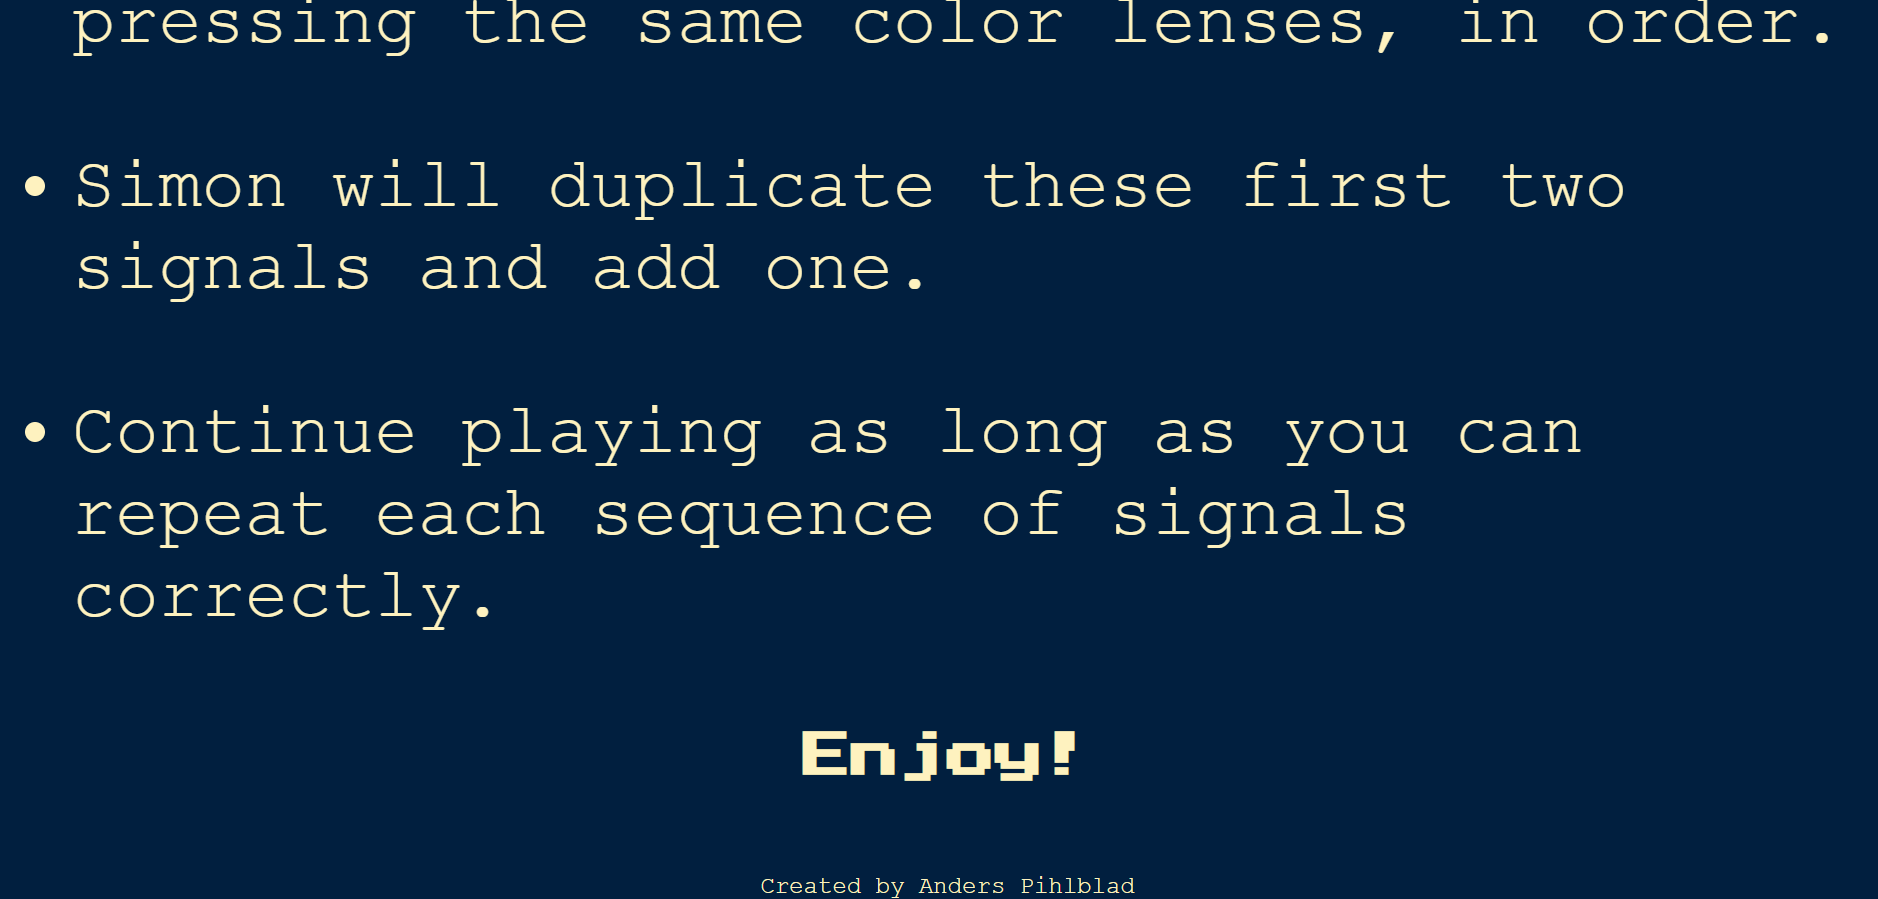 pressing the same color lenses, in order.
• Simon will duplicate these first two
signals and add one.
• Continue playing as long as you can
repeat each sequence of signals
correctly.
Enjoy!
Created by Anders Pihlblad